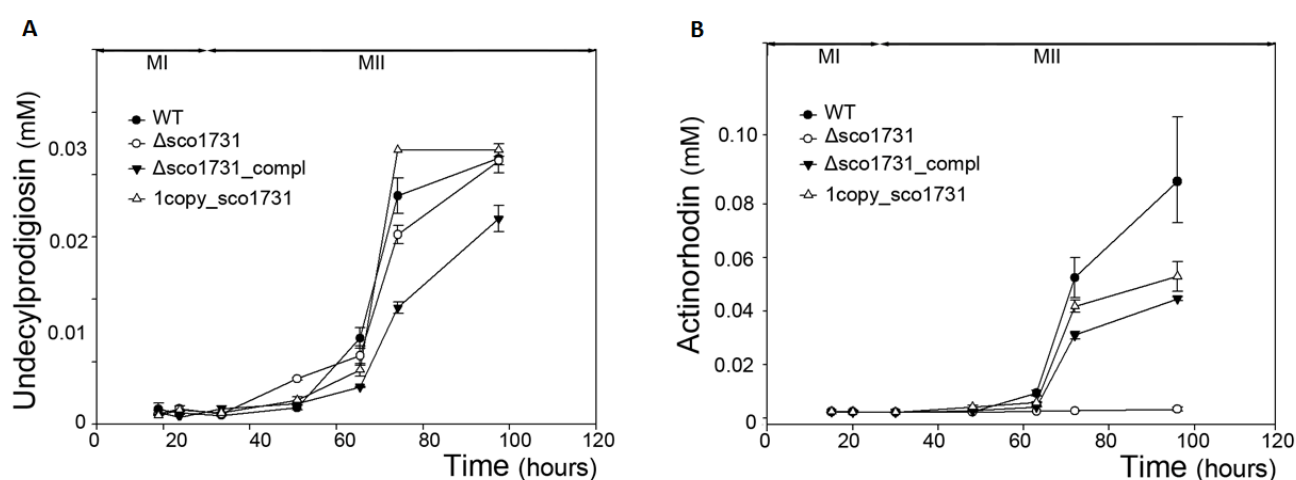 A
MI MII
WT
Δsco1731
Δsco1731_compl
1copy_sco1731
0.03
0.02
0.01
0
0 20 40 60 80 100 120
Undecylprodigiosin (mM)
Time (hours)
B
MI MII
WT
Δsco1731
Δsco1731_compl
1copy_sco1731
0.10
0.08
0.06
0.04
0.02
0.00
0 20 40 60 80 100 120
Actinorhodin (mM)
Time (hours)